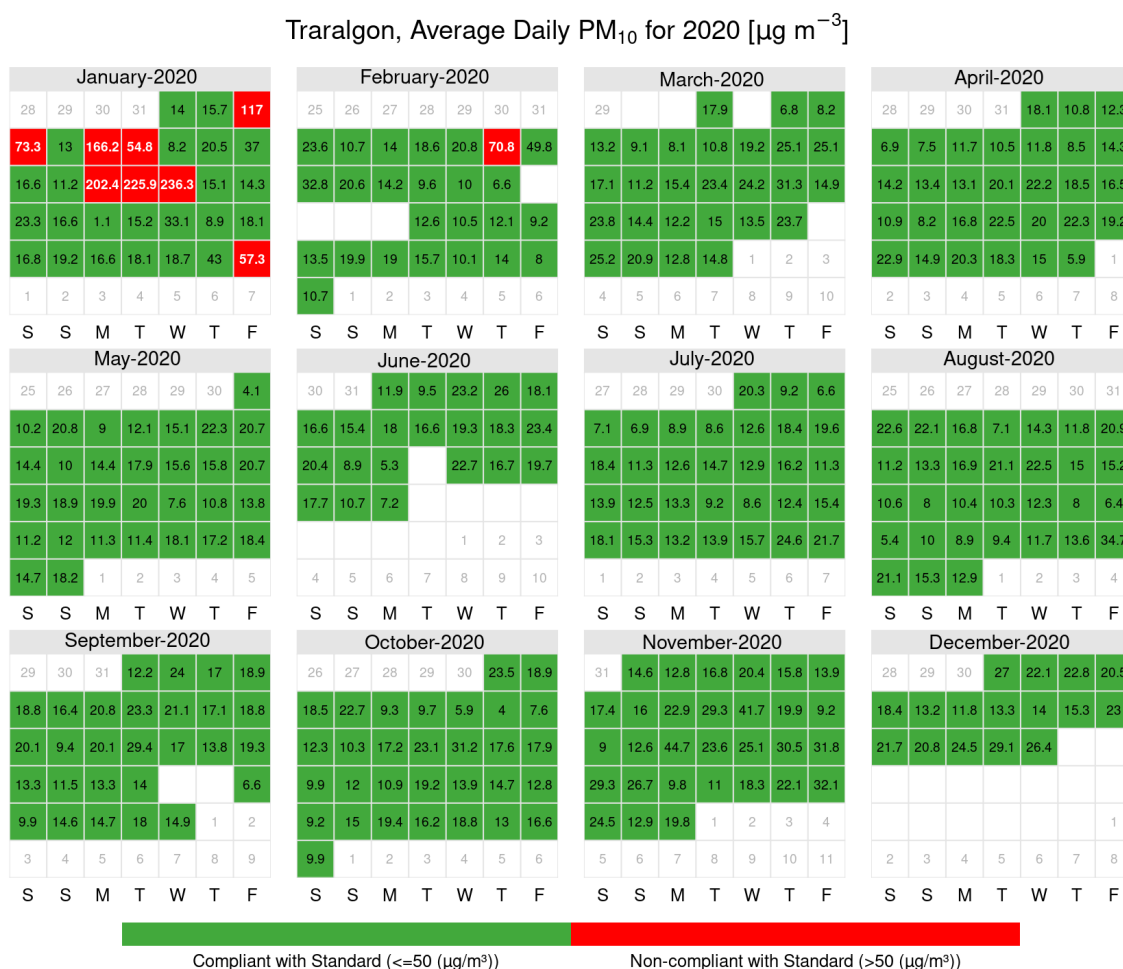 Traralgon, Average Daily PM₁₀ for 2020 [µg m⁻³]
January-2020
28 29 30 31 14 15.7 117
73.3 13 166.2 54.8 8.2 20.5 37
16.6 11.2 202.4 225.9 236.3 15.1 14.3
23.3 16.6 1.1 15.2 33.1 8.9 18.1
16.8 19.2 16.6 18.1 18.7 43 57.3
1 2 3 4 5 6 7
S S M T W T F
February-2020
25 26 27 28 29 30 31
23.6 10.7 14 18.6 20.8 70.8 49.8
32.8 20.6 14.2 9.6 10 6.6
12.6 10.5 12.1 9.2
13.5 19.9 19 15.7 10.1 14 8
10.7 1 2 3 4 5 6
S S M T W T F
March-2020
29 17.9 6.8 8.2
13.2 9.1 8.1 10.8 19.2 25.1 25.1
17.1 11.2 15.4 23.4 24.2 31.3 14.9
23.8 14.4 12.2 15 13.5 23.7
25.2 20.9 12.8 14.8 1 2 3
4 5 6 7 8 9 10
S S M T W T F
April-2020
28 29 30 31 18.1 10.8 12.3
6.9 7.5 11.7 10.5 11.8 8.5 14.3
14.2 13.4 13.1 20.1 22.2 18.5 16.5
10.9 8.2 16.8 22.5 20 22.3 19.2
22.9 14.9 20.3 18.3 15 5.9 1
2 3 4 5 6 7 8
S S M T W T F
May-2020
25 26 27 28 29 30 4.1
10.2 20.8 9 12.1 15.1 22.3 20.7
14.4 10 14.4 17.9 15.6 15.8 20.7
19.3 18.9 19.9 20 7.6 10.8 13.8
11.2 12 11.3 11.4 18.1 17.2 18.4
14.7 18.2 1 2 3 4 5
S S M T W T F
June-2020
30 31 11.9 9.5 23.2 26 18.1
16.6 15.4 18 16.6 19.3 18.3 23.4
20.4 8.9 5.3 22.7 16.7 19.7
17.7 10.7 7.2
1 2 3
4 5 6 7 8 9 10
S S M T W T F
July-2020
27 28 29 30 20.3 9.2 6.6
7.1 6.9 8.9 8.6 12.6 18.4 19.6
18.4 11.3 12.6 14.7 12.9 16.2 11.3
13.9 12.5 13.3 9.2 8.6 12.4 15.4
18.1 15.3 13.2 13.9 15.7 24.6 21.7
1 2 3 4 5 6 7
S S M T W T F
August-2020
25 26 27 28 29 30 31
22.6 22.1 16.8 7.1 14.3 11.8 20.9
11.2 13.3 16.9 21.1 22.5 15 15.2
10.6 8 10.4 10.3 12.3 8 6.4
5.4 10 8.9 9.4 11.7 13.6 34.7
21.1 15.3 12.9 1 2 3 4
S S M T W T F
September-2020
29 30 31 12.2 24 17 18.9
18.8 16.4 20.8 23.3 21.1 17.1 18.8
20.1 9.4 20.1 29.4 17 13.8 19.3
13.3 11.5 13.3 14 6.6
9.9 14.6 14.7 18 14.9 1 2
3 4 5 6 7 8 9
S S M T W T F
October-2020
26 27 28 29 30 23.5 18.9
18.5 22.7 9.3 9.7 5.9 4 7.6
12.3 10.3 17.2 23.1 31.2 17.6 17.9
9.9 12 10.9 19.2 13.9 14.7 12.8
9.2 15 19.4 16.2 18.8 13 16.6
9.9 1 2 3 4 5 6
S S M T W T F
November-2020
31 14.6 12.8 16.8 20.4 15.8 13.9
17.4 16 22.9 29.3 41.7 19.9 9.2
9 12.6 44.7 23.6 25.1 30.5 31.8
29.3 26.7 9.8 11 18.3 22.1 32.1
24.5 12.9 19.8 1 2 3 4
5 6 7 8 9 10 11
S S M T W T F
December-2020
28 29 30 27 22.1 22.8 20.5
18.4 13.2 11.8 13.3 14 15.3 23
21.7 20.8 24.5 29.1 26.4
1
2 3 4 5 6 7 8
S S M T W T F
Compliant with Standard (<=50 (µg/m³)) Non-compliant with Standard (>50 (µg/m³))